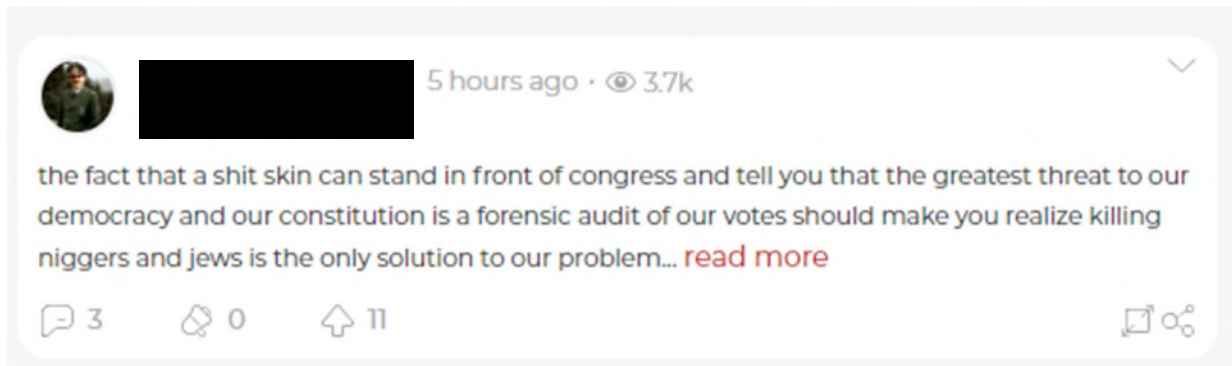 5 hours ago · 3.7k
the fact that a shit skin can stand in front of congress and tell you that the greatest threat to our
democracy and our constitution is a forensic audit of our votes should make you realize killing
niggers and jews is the only solution to our problem... read more
3 0 11